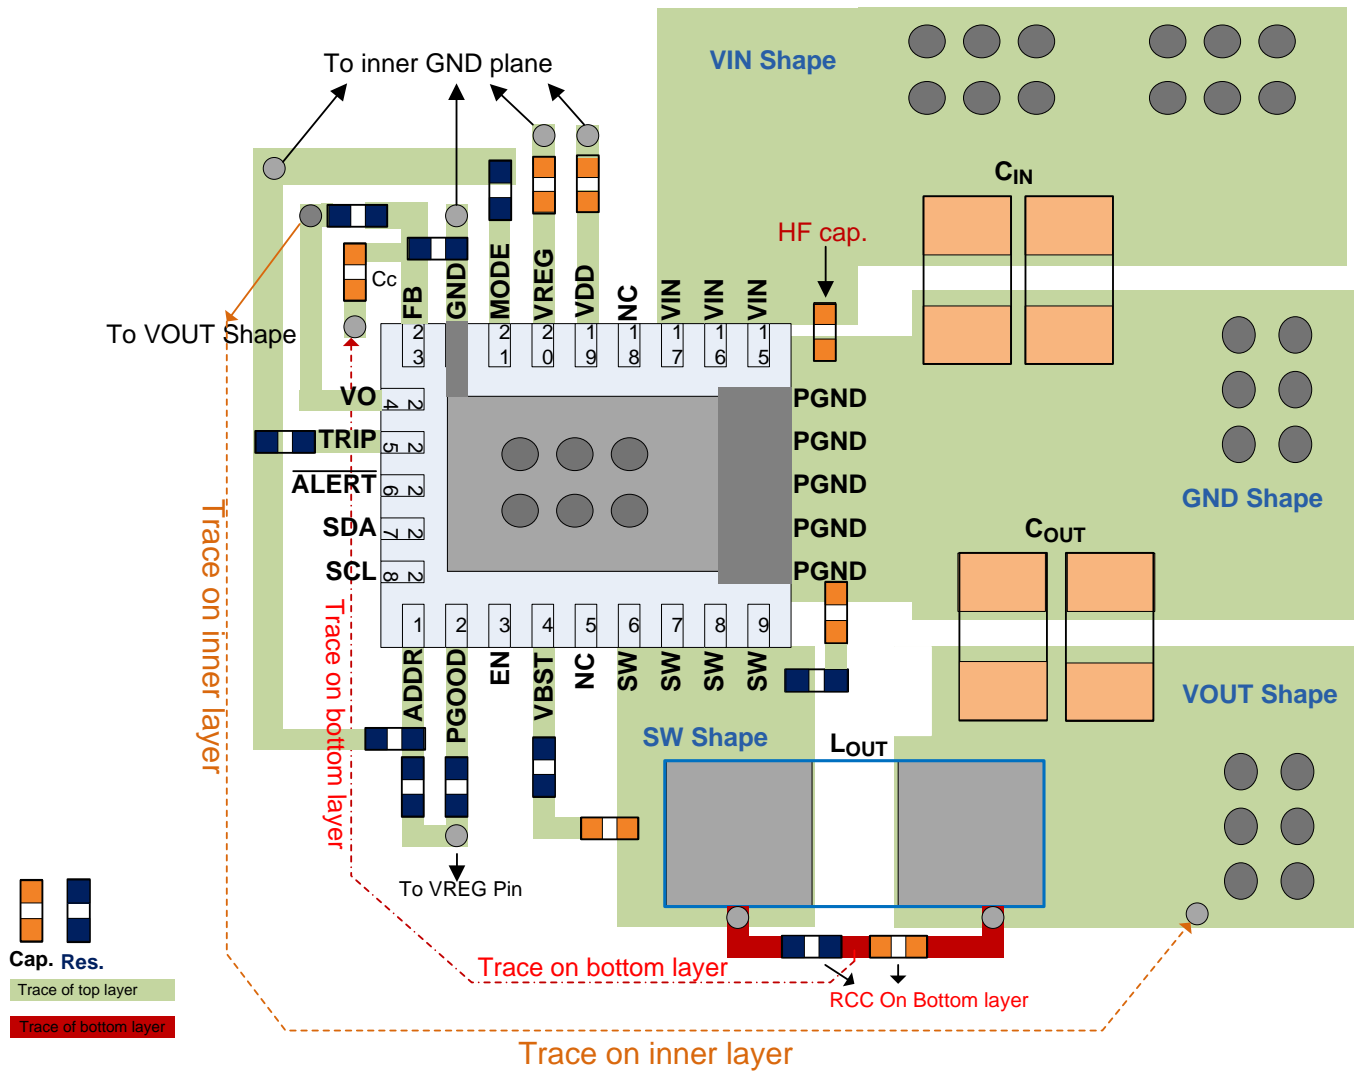 To inner GND plane
VIN Shape
C_IN
HF cap.
Cc
FB
GND
MODE
VREG
VDD
NC
VIN
VIN
VIN
To VOUT Shape
23
21
20
19
18
17
16
15
VO
24
TRIP
25
ALERT
26
SDA
27
SCL
28
PGND
PGND
PGND
PGND
PGND
GND Shape
C_OUT
1
2
3
4
5
6
7
8
9
ADDR
PGOOD
EN
VBST
NC
SW
SW
SW
SW
VOUT Shape
SW Shape
L_OUT
Trace on inner layer
Trace on bottom layer
To VREG Pin
Cap.
Res.
Trace of top layer
Trace of bottom layer
Trace on bottom layer
RCC On Bottom layer
Trace on inner layer